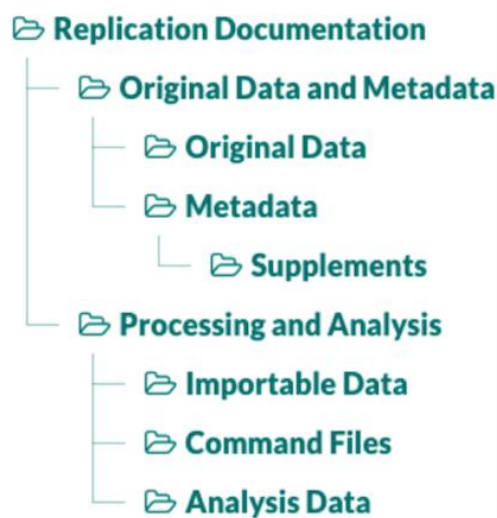 Replication Documentation
Original Data and Metadata
Original Data
Metadata
Supplements
Processing and Analysis
Importable Data
Command Files
Analysis Data